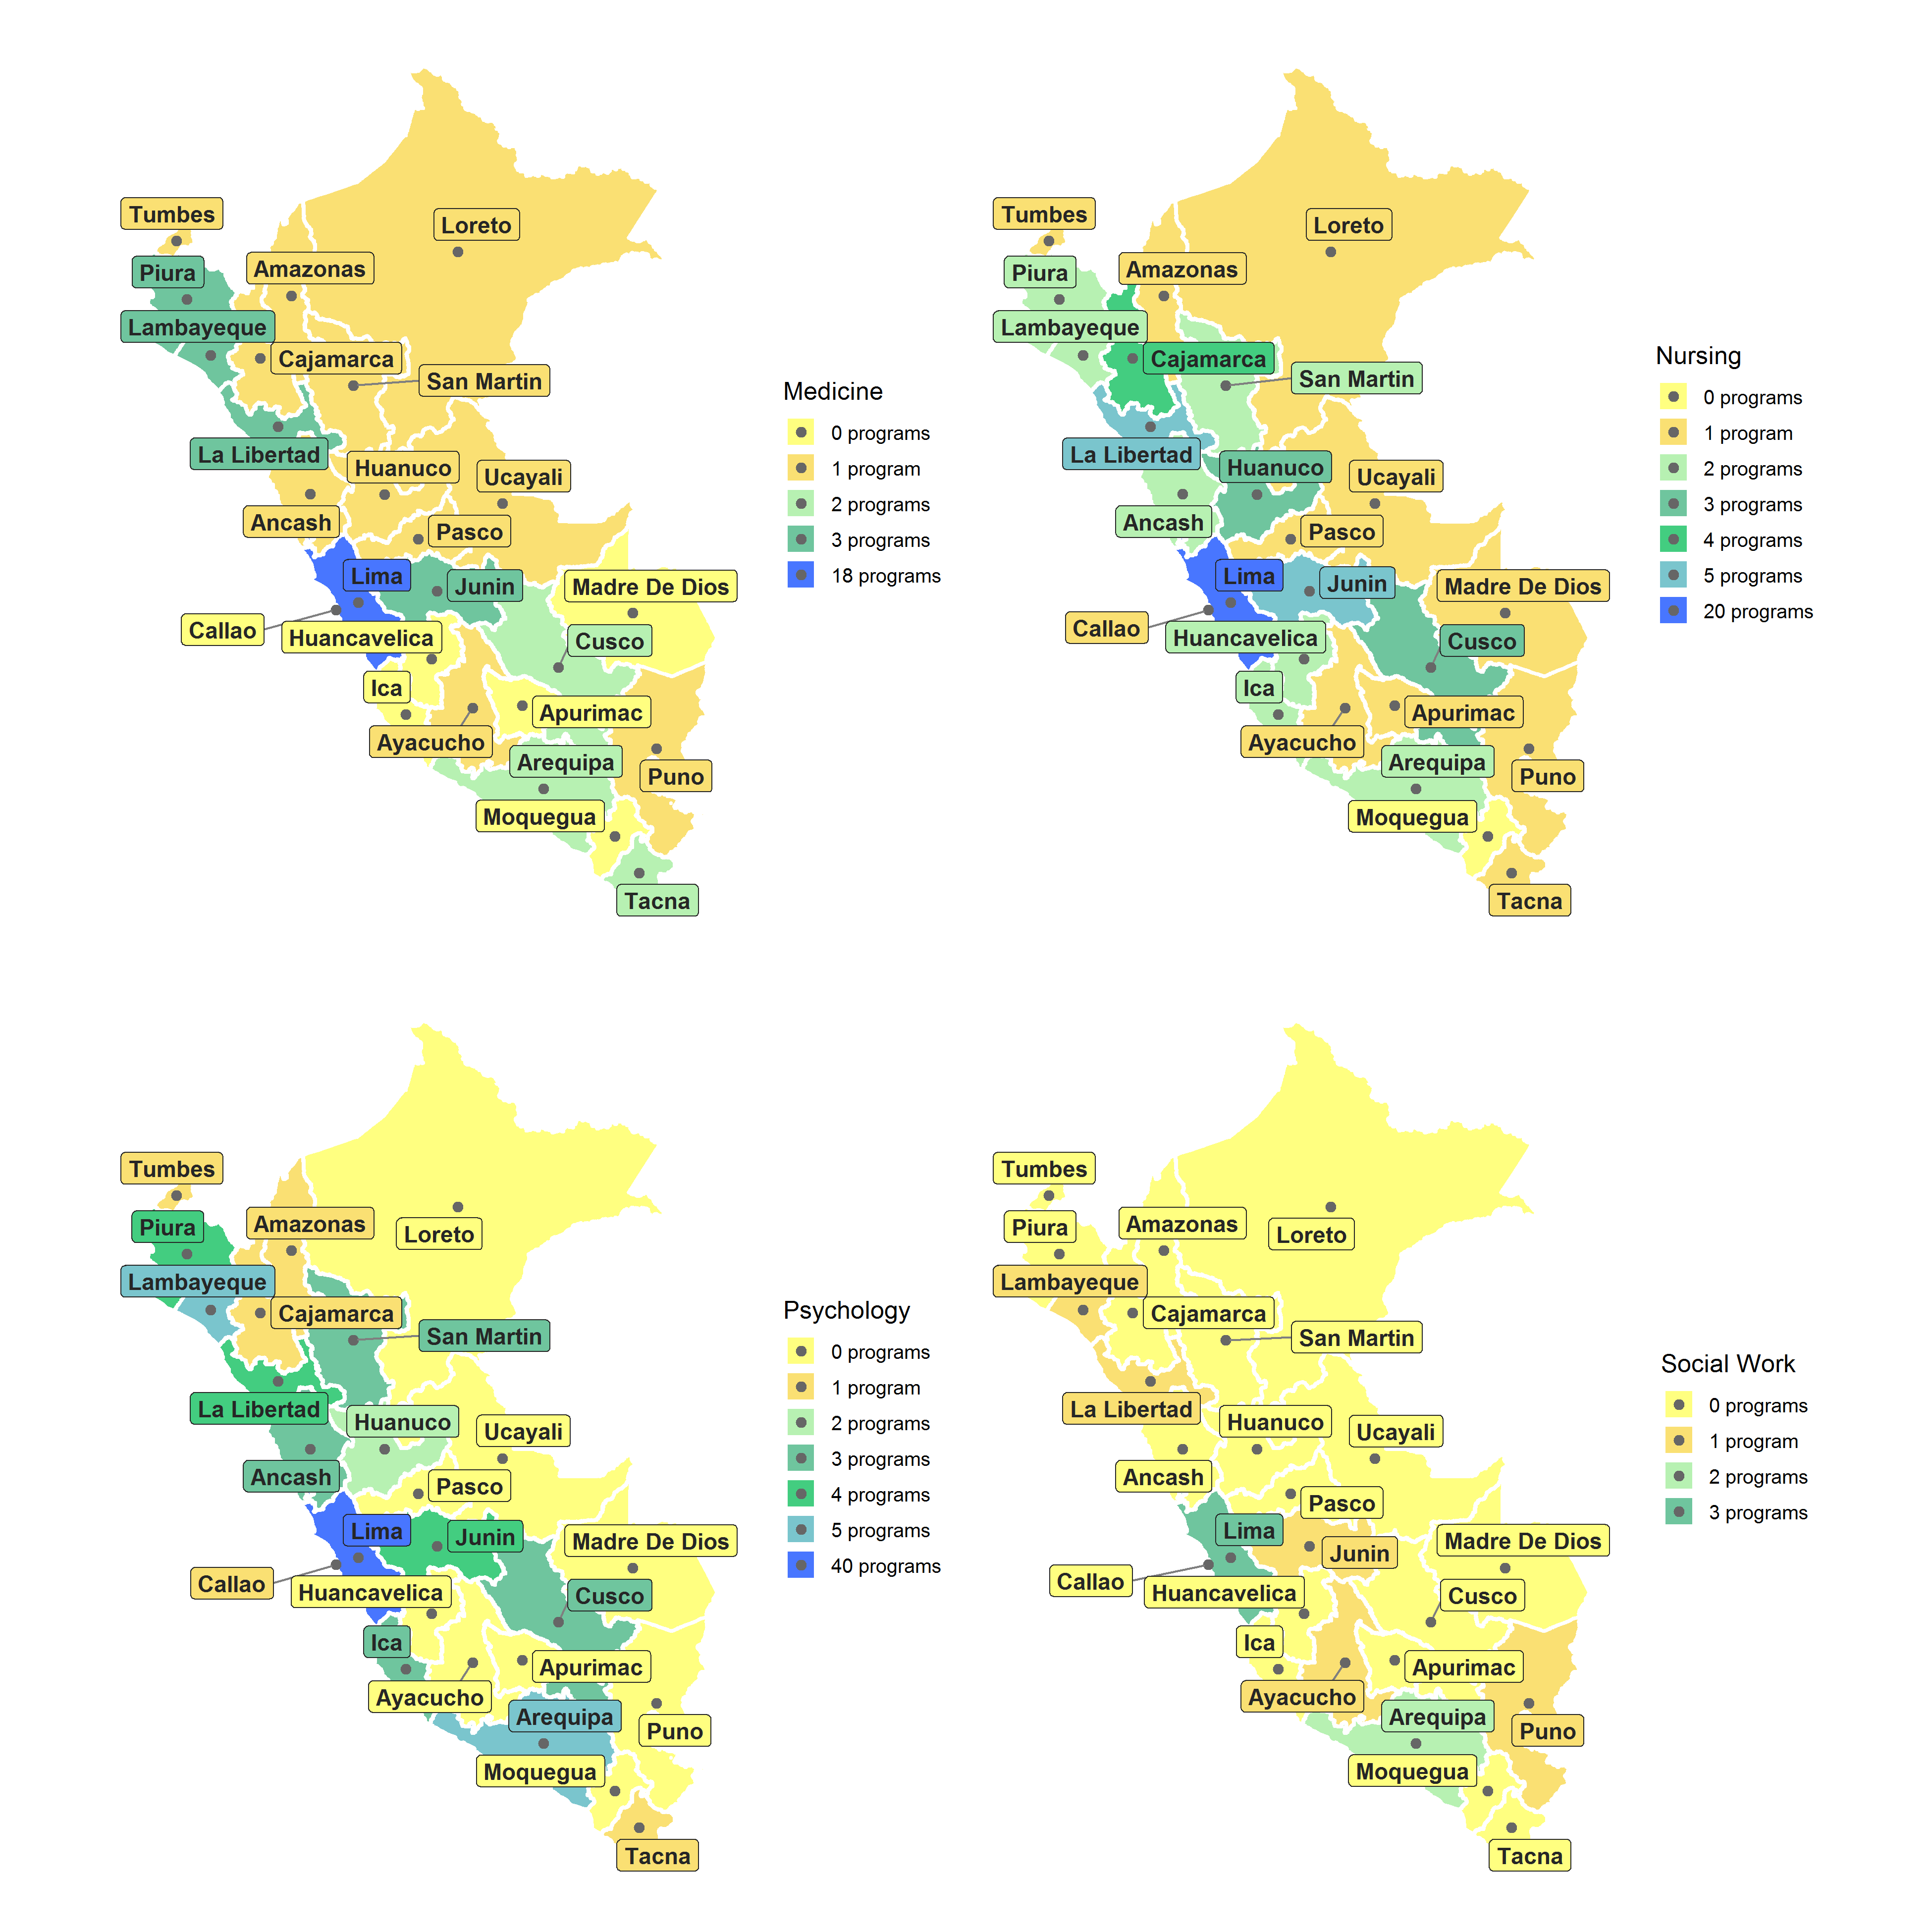 Tumbes
Loreto
Piura
Amazonas
Lambayeque
Cajamarca
San Martin
La Libertad
Huanuco
Ucayali
Ancash
Pasco
Lima
Junin
Madre De Dios
Callao
Huancavelica
Cusco
Ica
Apurimac
Ayacucho
Arequipa
Puno
Moquegua
Tacna
Medicine
0 programs
1 program
2 programs
3 programs
18 programs
Tumbes
Loreto
Piura
Amazonas
Lambayeque
Cajamarca
San Martin
La Libertad
Huanuco
Ucayali
Ancash
Pasco
Lima
Junin
Madre De Dios
Callao
Huancavelica
Cusco
Ica
Apurimac
Ayacucho
Arequipa
Puno
Moquegua
Tacna
Nursing
0 programs
1 program
2 programs
3 programs
4 programs
5 programs
20 programs
Tumbes
Piura
Amazonas
Loreto
Lambayeque
Cajamarca
San Martin
La Libertad
Huanuco
Ucayali
Ancash
Pasco
Lima
Junin
Madre De Dios
Callao
Huancavelica
Cusco
Ica
Apurimac
Ayacucho
Arequipa
Puno
Moquegua
Tacna
Psychology
0 programs
1 program
2 programs
3 programs
4 programs
5 programs
40 programs
Tumbes
Piura
Amazonas
Loreto
Lambayeque
Cajamarca
San Martin
La Libertad
Huanuco
Ucayali
Ancash
Pasco
Lima
Junin
Madre De Dios
Callao
Huancavelica
Cusco
Ica
Apurimac
Ayacucho
Arequipa
Puno
Moquegua
Tacna
Social Work
0 programs
1 program
2 programs
3 programs